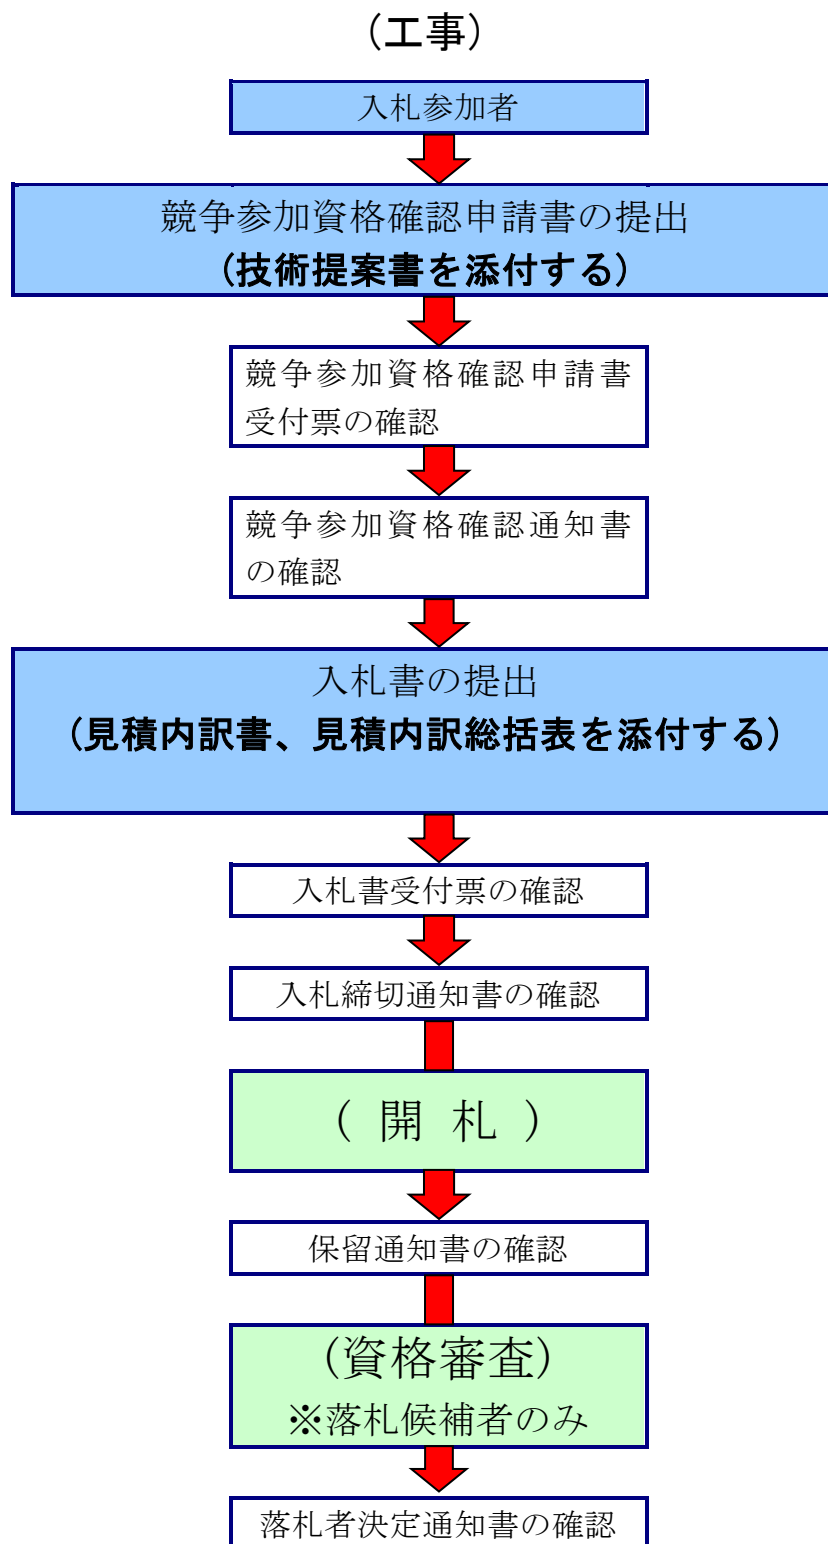 (工事)
入札参加者
競争参加資格確認申請書の提出
(技術提案書を添付する)
競争参加資格確認申請書
受付票の確認
競争参加資格確認通知書
の確認
入札書の提出
(見積内訳書、見積内訳総括表を添付する)
入札書受付票の確認
入札締切通知書の確認
( 開 札 )
保留通知書の確認
(資格審査)
※落札候補者のみ
落札者決定通知書の確認